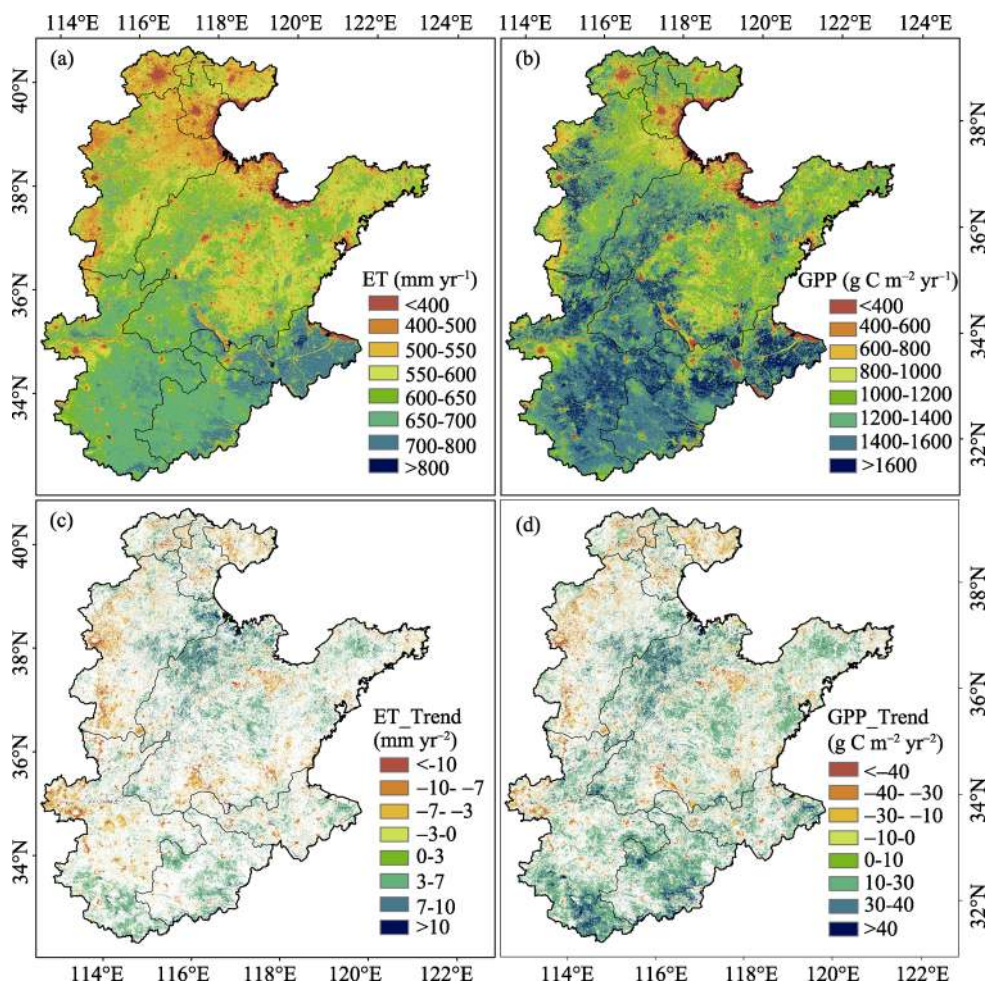 114°E 116°E 118°E 120°E 122°E
114°E 116°E 118°E 120°E 122°E
(a)
40°N
38°N
36°N
34°N
ET (mm yr⁻¹)
<400
400-500
500-550
550-600
600-650
650-700
700-800
>800
(b)
38°N
36°N
34°N
32°N
GPP (g C m⁻² yr⁻¹)
<400
400-600
600-800
800-1000
1000-1200
1200-1400
1400-1600
>1600
(c)
40°N
38°N
36°N
34°N
ET_Trend
(mm yr⁻²)
<-10
-10- -7
-7- -3
-3-0
0-3
3-7
7-10
>10
(d)
38°N
36°N
34°N
32°N
GPP_Trend
(g C m⁻² yr⁻²)
<-40
-40- -30
-30- -10
-10-0
0-10
10-30
30-40
>40
114°E 116°E 118°E 120°E 122°E
114°E 116°E 118°E 120°E 122°E